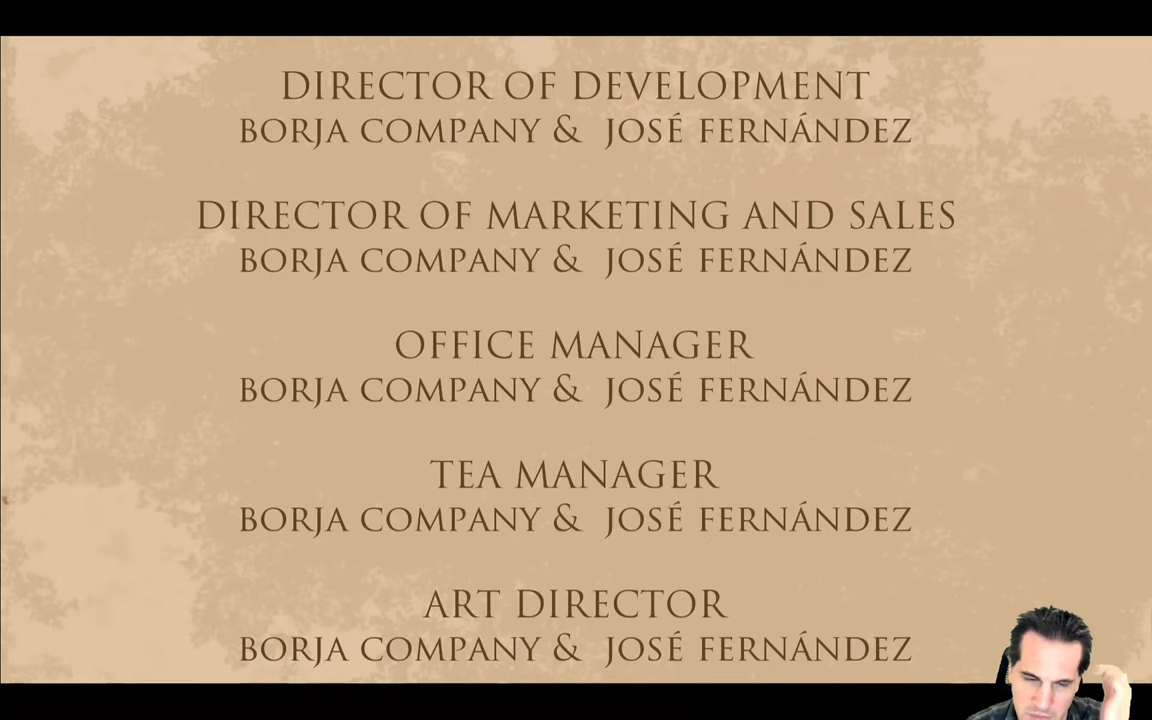 DIRECTOR OF DEVELOPMENT
BORJA COMPANY & JOSÉ FERNÁNDEZ
DIRECTOR OF MARKETING AND SALES
BORJA COMPANY & JOSÉ FERNÁNDEZ
OFFICE MANAGER
BORJA COMPANY & JOSÉ FERNÁNDEZ
TEA MANAGER
BORJA COMPANY & JOSÉ FERNÁNDEZ
ART DIRECTOR
BORJA COMPANY & JOSÉ FERNÁNDEZ